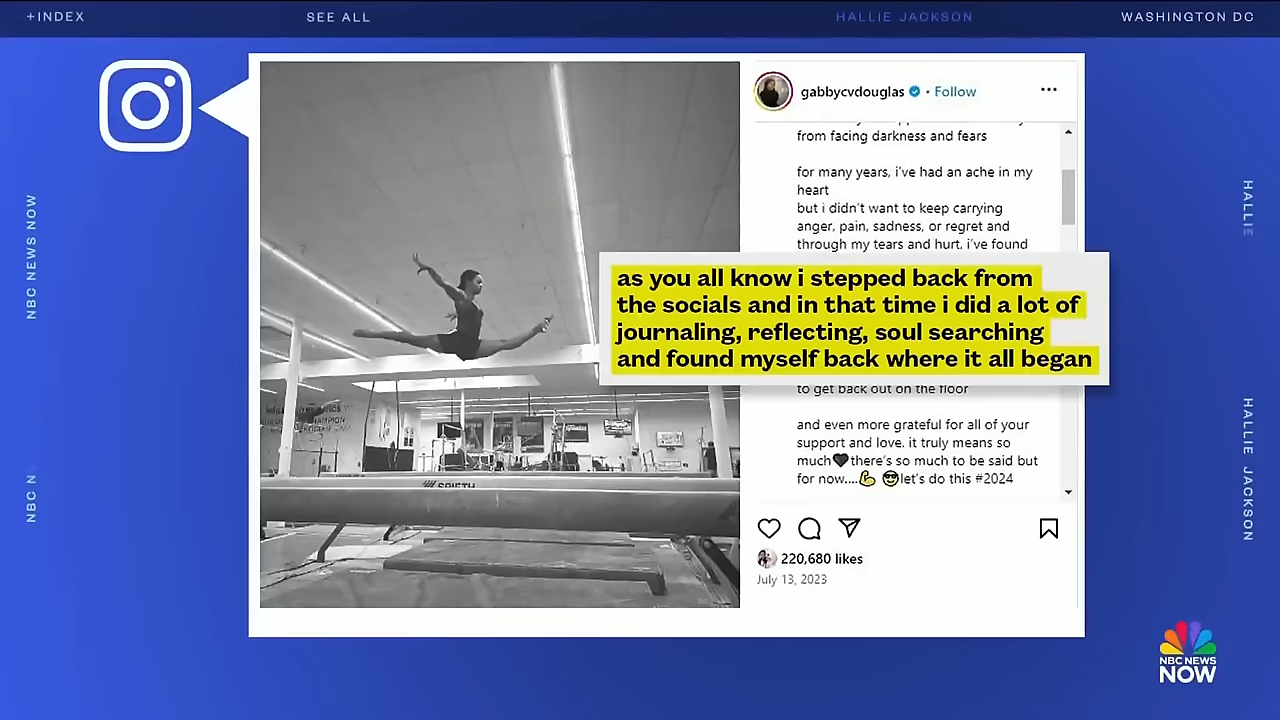 +INDEX
SEE ALL
HALLIE JACKSON
WASHINGTON DC
gabbycvdouglas • Follow
from facing darkness and fears
for many years, i've had an ache in my
heart
but i didn't want to keep carrying
anger, pain, sadness, or regret and
through my tears and hurt, i've found
as you all know i stepped back from
the socials and in that time i did a lot of
journaling, reflecting, soul searching
and found myself back where it all began
to get back out on the floor
and even more grateful for all of your
support and love. it truly means so
much🖤there's so much to be said but
for now....💪 😎let's do this #2024
220,680 likes
July 13, 2023
SPIETH
NBC NEWS NOW
NBC N
HALLIE
HALLIE JACKSON
NBC NEWS
NOW